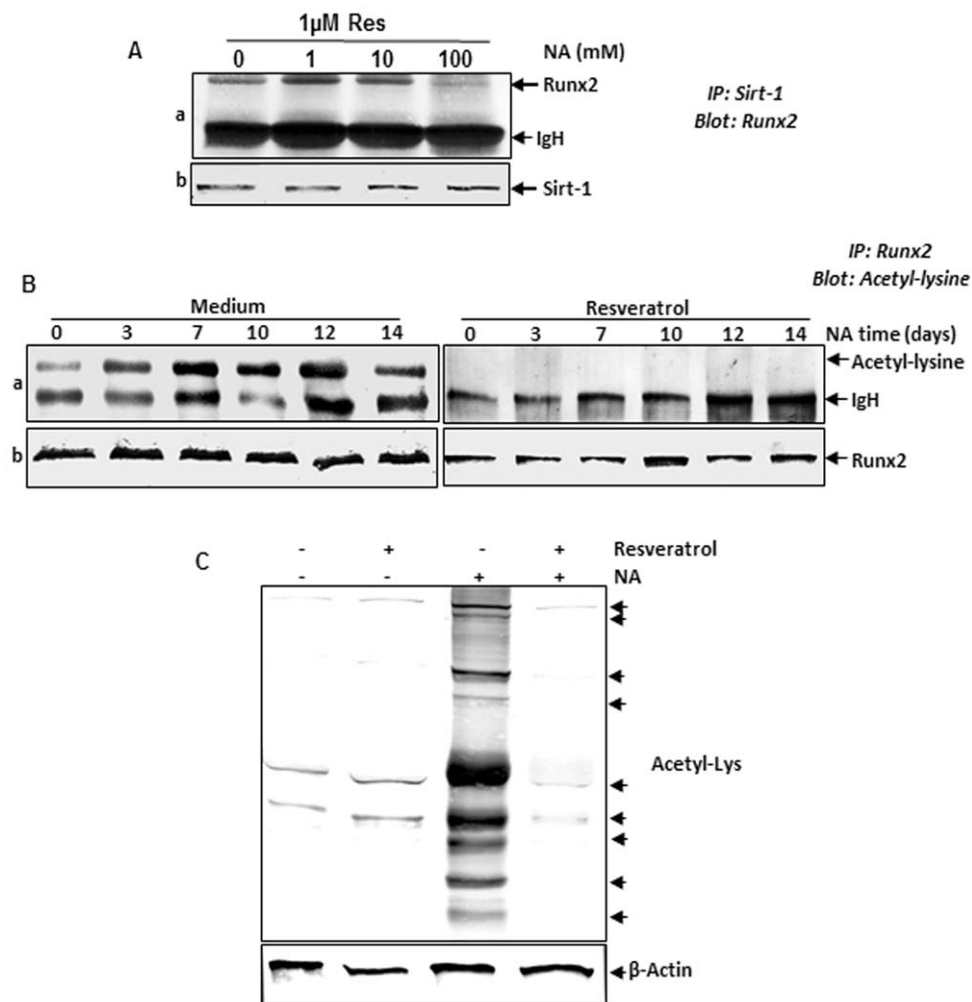 A
1µM Res
0 1 10 100 NA (mM)
a
Runx2
IgH
IP: Sirt-1
Blot: Runx2
b
Sirt-1
IP: Runx2
Blot: Acetyl-lysine
B
Medium Resveratrol
0 3 7 10 12 14 0 3 7 10 12 14 NA time (days)
a
Acetyl-lysine
IgH
b
Runx2
C
- + - + Resveratrol
- - + + NA
Acetyl-Lys
β-Actin